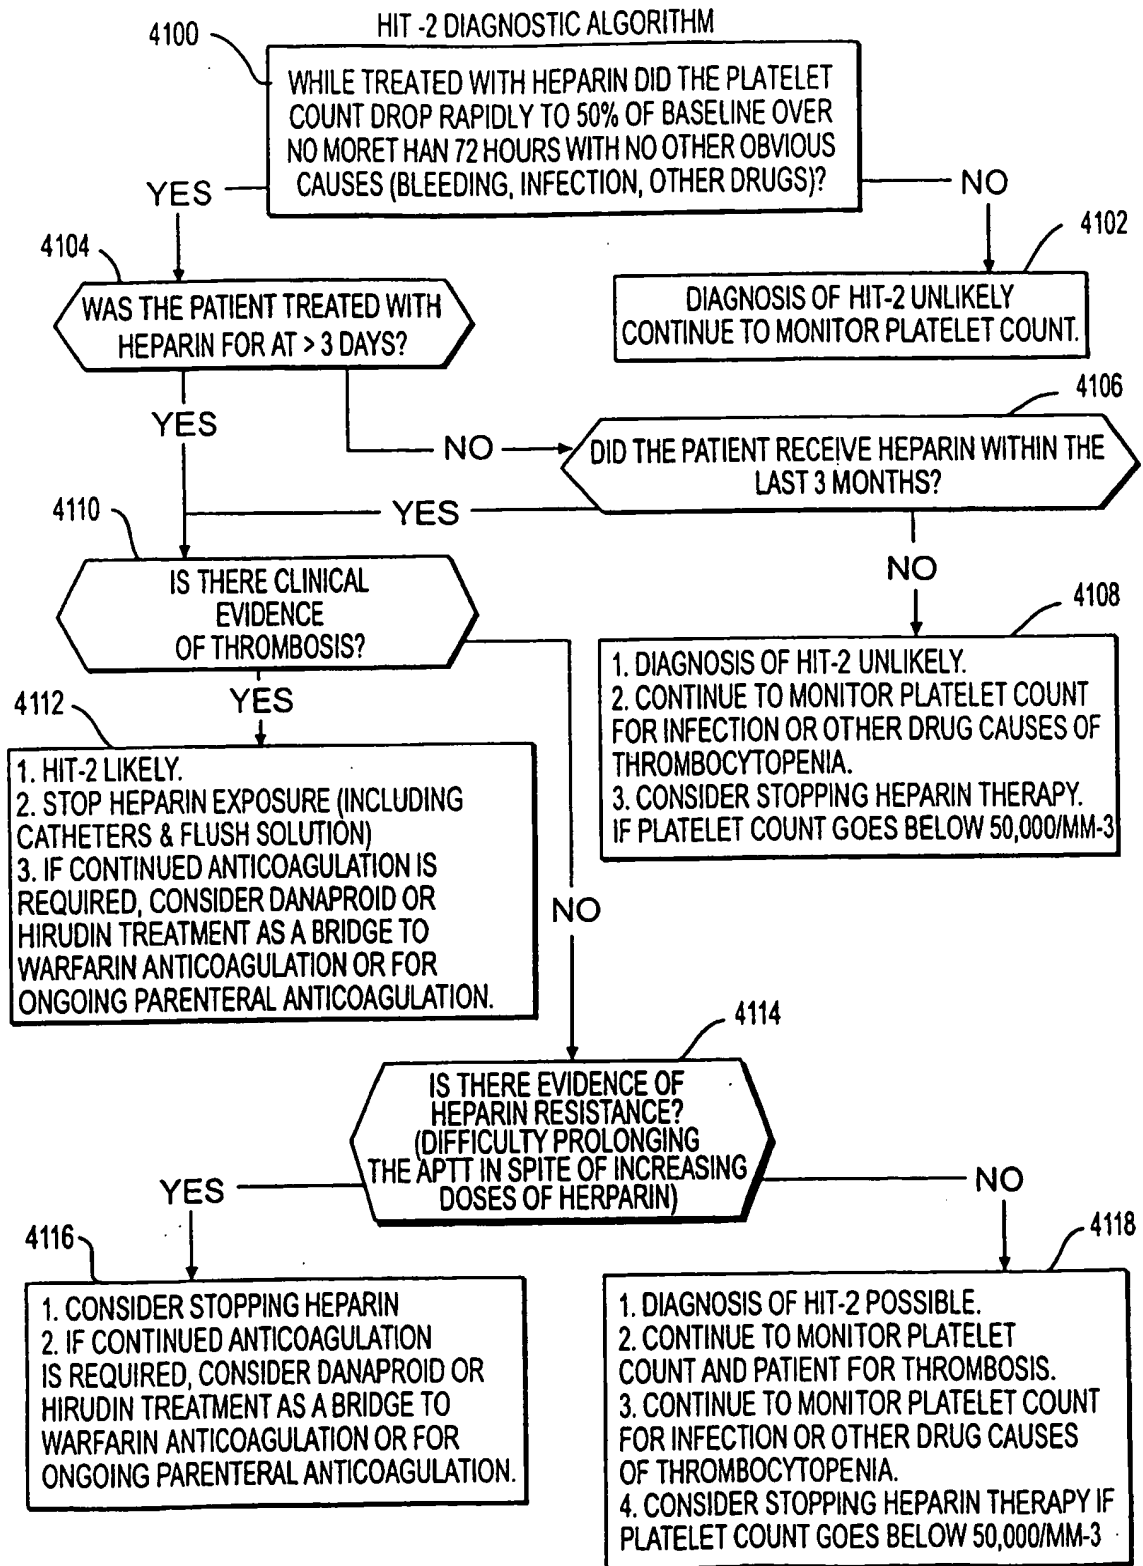 HIT -2 DIAGNOSTIC ALGORITHM
4100
WHILE TREATED WITH HEPARIN DID THE PLATELET
COUNT DROP RAPIDLY TO 50% OF BASELINE OVER
NO MORET HAN 72 HOURS WITH NO OTHER OBVIOUS
CAUSES (BLEEDING, INFECTION, OTHER DRUGS)?
YES
NO
4104
WAS THE PATIENT TREATED WITH
HEPARIN FOR AT > 3 DAYS?
4102
DIAGNOSIS OF HIT-2 UNLIKELY
CONTINUE TO MONITOR PLATELET COUNT.
YES
NO
4106
DID THE PATIENT RECEIVE HEPARIN WITHIN THE
LAST 3 MONTHS?
YES
NO
4110
IS THERE CLINICAL
EVIDENCE
OF THROMBOSIS?
YES
NO
4108
1. DIAGNOSIS OF HIT-2 UNLIKELY.
2. CONTINUE TO MONITOR PLATELET COUNT
FOR INFECTION OR OTHER DRUG CAUSES OF
THROMBOCYTOPENIA.
3. CONSIDER STOPPING HEPARIN THERAPY.
IF PLATELET COUNT GOES BELOW 50,000/MM-3
4112
1. HIT-2 LIKELY.
2. STOP HEPARIN EXPOSURE (INCLUDING
CATHETERS & FLUSH SOLUTION)
3. IF CONTINUED ANTICOAGULATION IS
REQUIRED, CONSIDER DANAPROID OR
HIRUDIN TREATMENT AS A BRIDGE TO
WARFARIN ANTICOAGULATION OR FOR
ONGOING PARENTERAL ANTICOAGULATION.
4114
IS THERE EVIDENCE OF
HEPARIN RESISTANCE?
(DIFFICULTY PROLONGING
THE APTT IN SPITE OF INCREASING
DOSES OF HERPARIN)
YES
NO
4116
1. CONSIDER STOPPING HEPARIN
2. IF CONTINUED ANTICOAGULATION
IS REQUIRED, CONSIDER DANAPROID OR
HIRUDIN TREATMENT AS A BRIDGE TO
WARFARIN ANTICOAGULATION OR FOR
ONGOING PARENTERAL ANTICOAGULATION.
4118
1. DIAGNOSIS OF HIT-2 POSSIBLE.
2. CONTINUE TO MONITOR PLATELET
COUNT AND PATIENT FOR THROMBOSIS.
3. CONTINUE TO MONITOR PLATELET COUNT
FOR INFECTION OR OTHER DRUG CAUSES
OF THROMBOCYTOPENIA.
4. CONSIDER STOPPING HEPARIN THERAPY IF
PLATELET COUNT GOES BELOW 50,000/MM-3